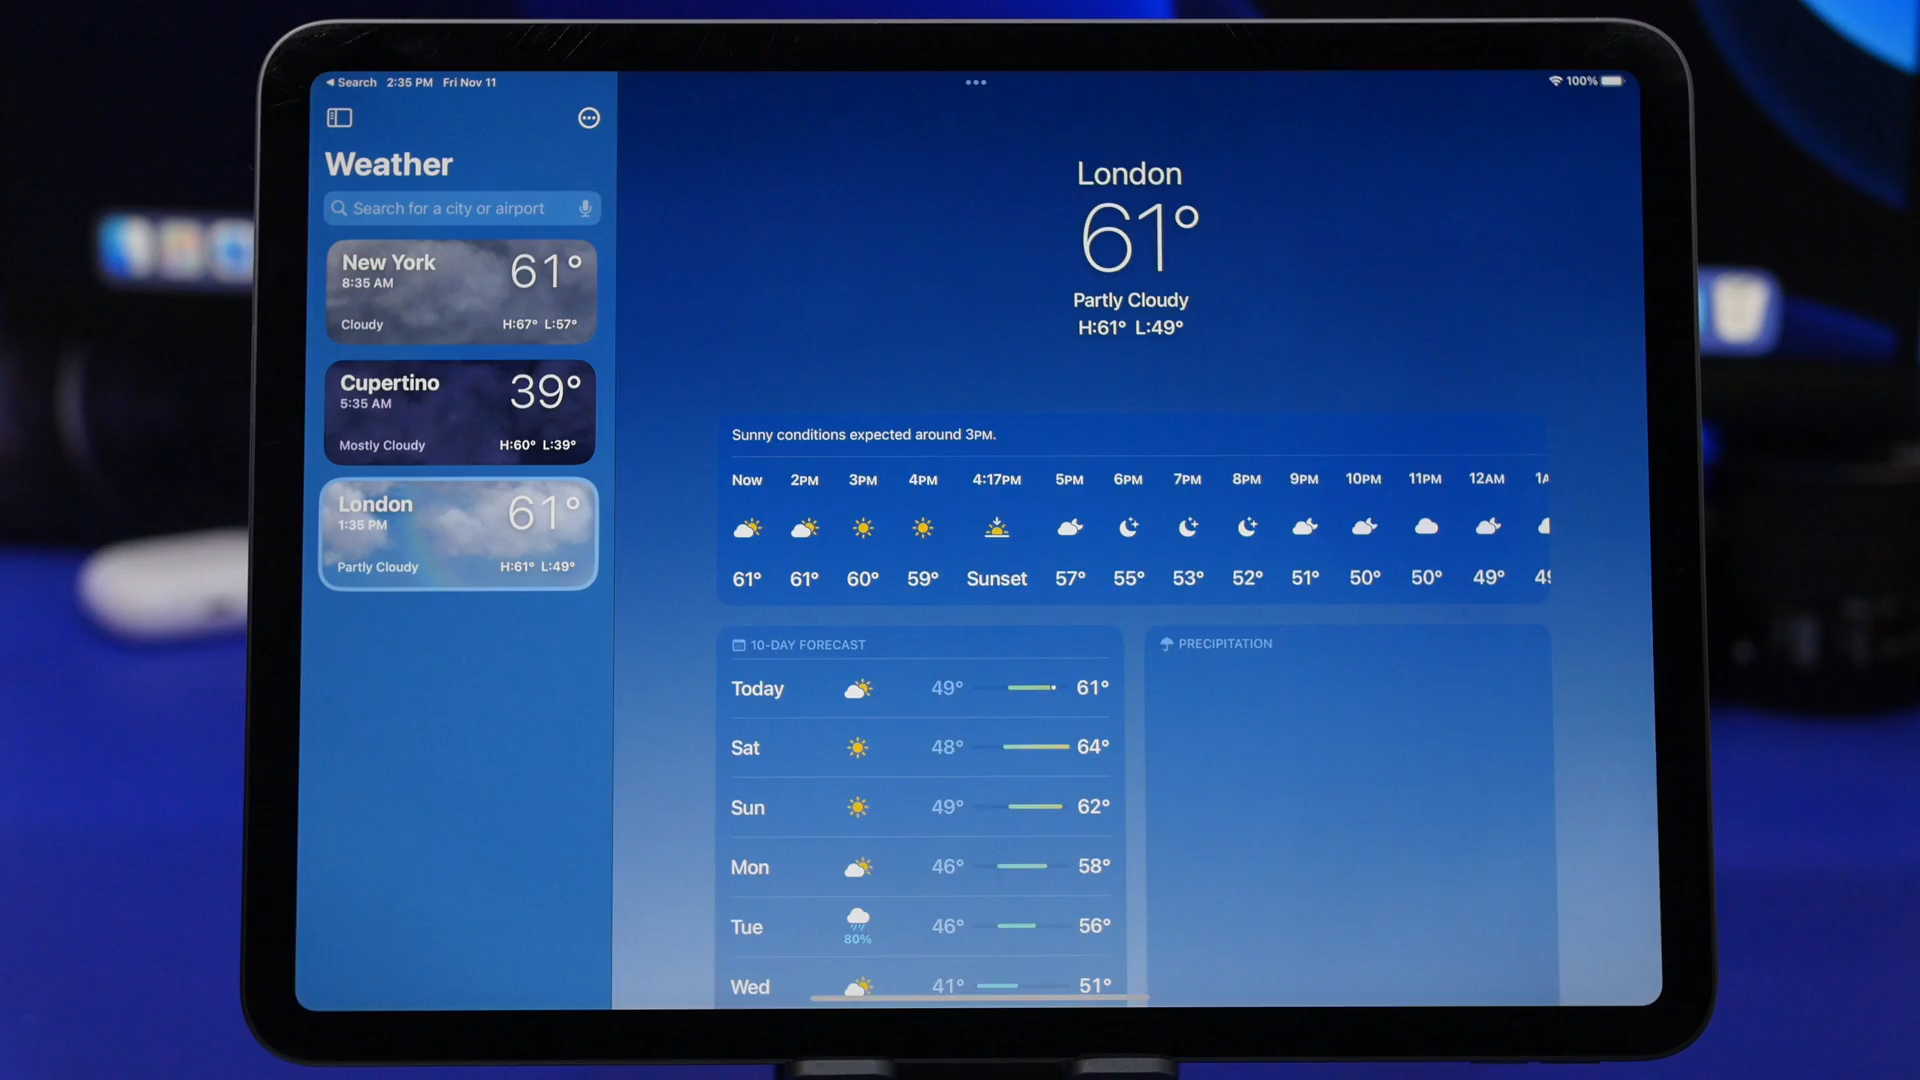 ◀ Search 2:35 PM Fri Nov 11
100%
Weather
Search for a city or airport
New York 61°
8:35 AM
Cloudy H:67° L:57°
Cupertino 39°
5:35 AM
Mostly Cloudy H:60° L:39°
London 61°
1:35 PM
Partly Cloudy H:61° L:49°
London
61°
Partly Cloudy
H:61° L:49°
Sunny conditions expected around 3PM.
Now 2PM 3PM 4PM 4:17PM 5PM 6PM 7PM 8PM 9PM 10PM 11PM 12AM
61° 61° 60° 59° Sunset 57° 55° 53° 52° 51° 50° 50° 49°
10-DAY FORECAST
Today 49° 61°
Sat 48° 64°
Sun 49° 62°
Mon 46° 58°
Tue 80% 46° 56°
Wed 41° 51°
PRECIPITATION